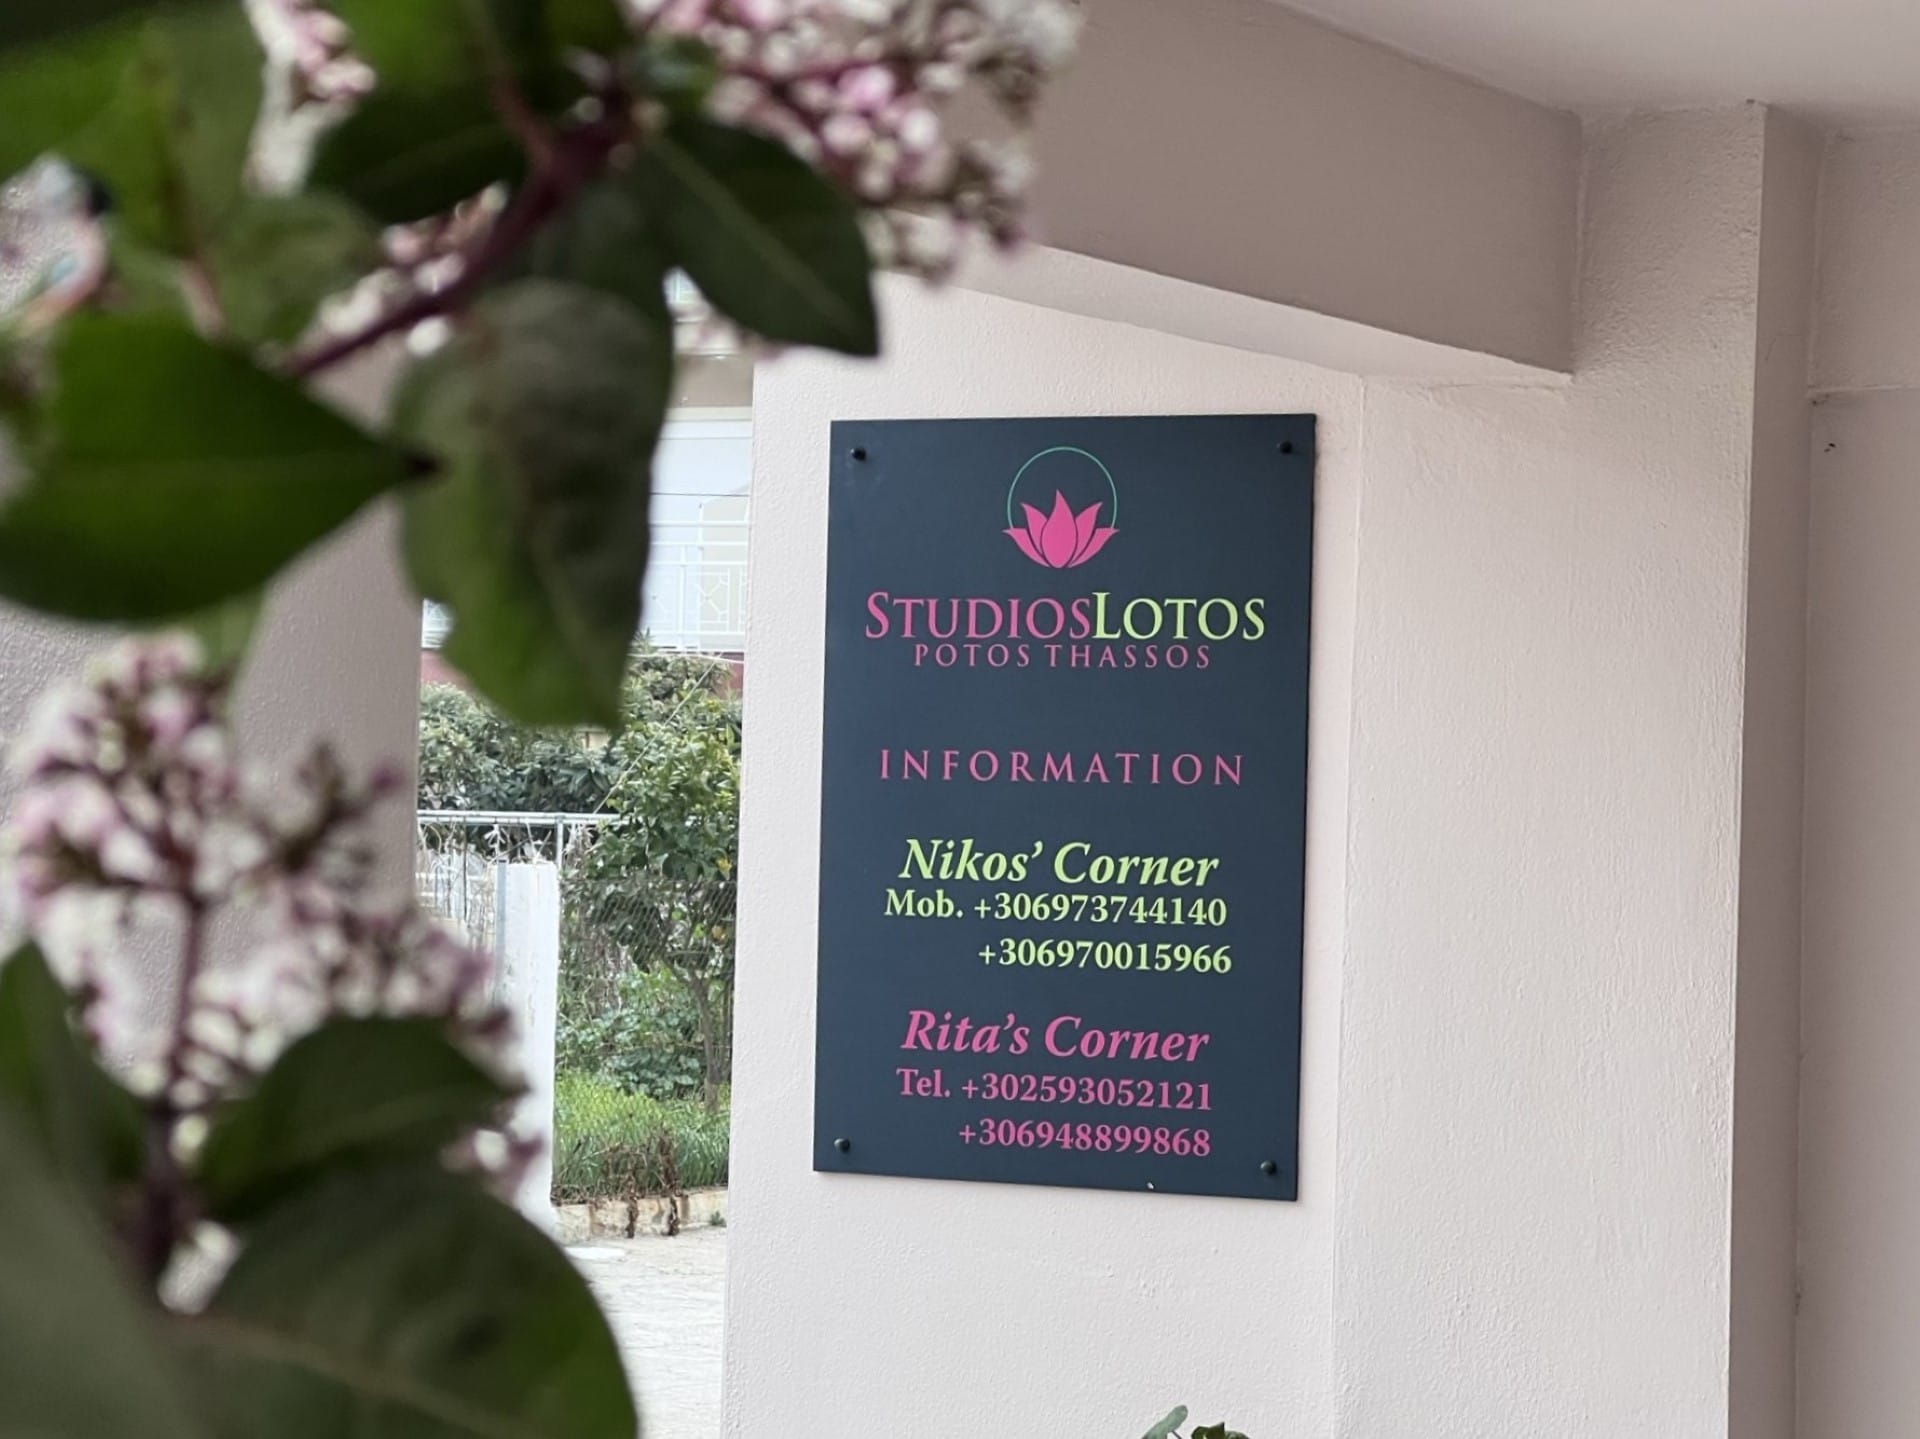 STUDIOSLOTOS
POTOS THASSOS
INFORMATION
Nikos’ Corner
Mob. +306973744140
+306970015966
Rita’s Corner
Tel. +302593052121
+306948899868